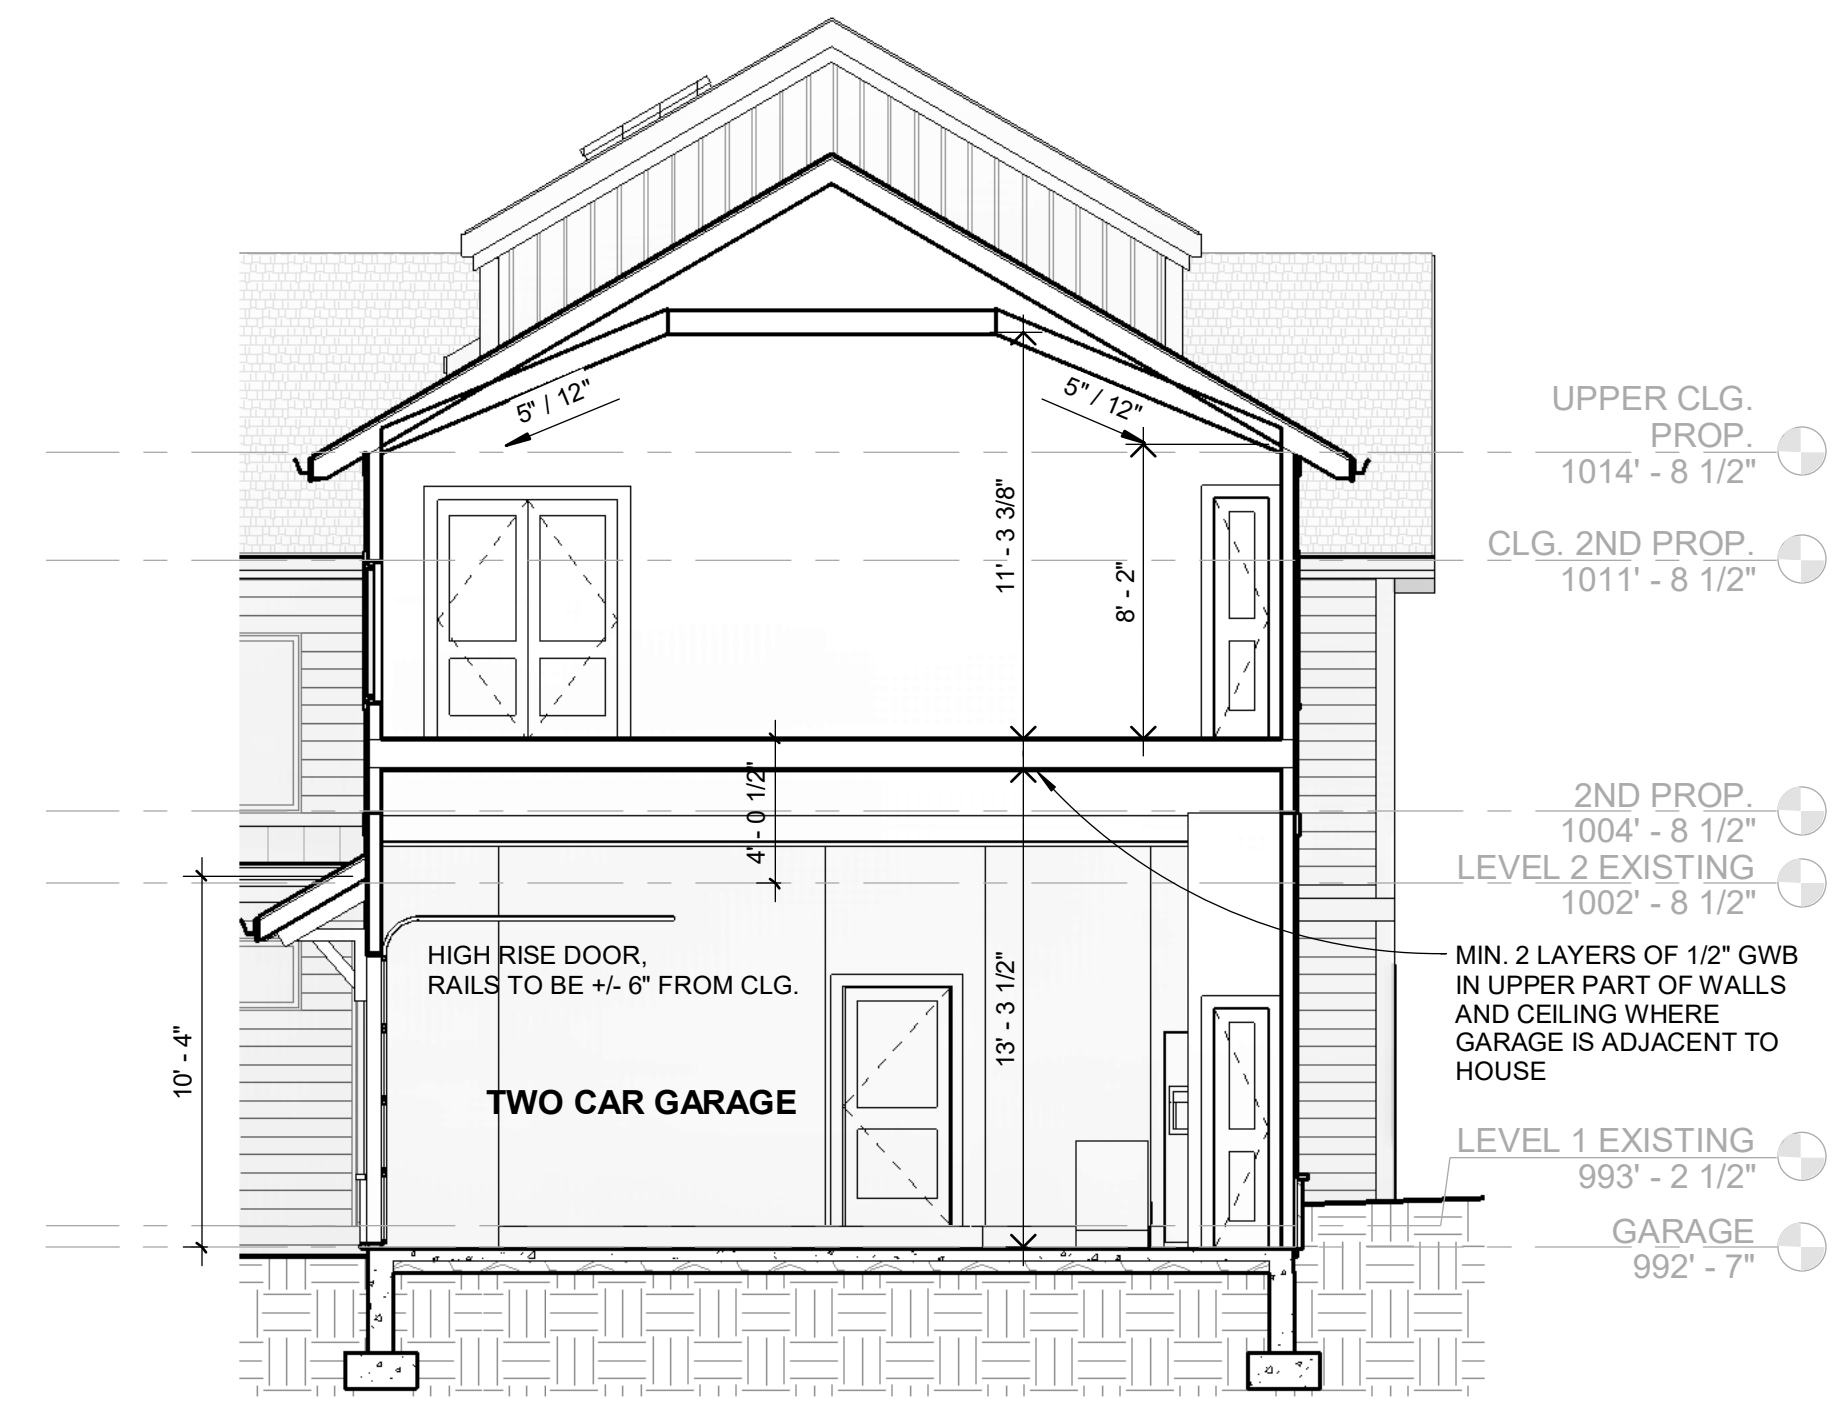 5" / 12"
5" / 12"
UPPER CLG.
PROP.
1014' - 8 1/2"
11' - 3 3/8"
8' - 2"
CLG. 2ND PROP.
1011' - 8 1/2"
4' - 0 1/2"
2ND PROP.
1004' - 8 1/2"
LEVEL 2 EXISTING
1002' - 8 1/2"
HIGH RISE DOOR,
RAILS TO BE +/- 6" FROM CLG.
MIN. 2 LAYERS OF 1/2" GWB
IN UPPER PART OF WALLS
AND CEILING WHERE
GARAGE IS ADJACENT TO
HOUSE
10' - 4"
13' - 3 1/2"
TWO CAR GARAGE
LEVEL 1 EXISTING
993' - 2 1/2"
GARAGE
992' - 7"